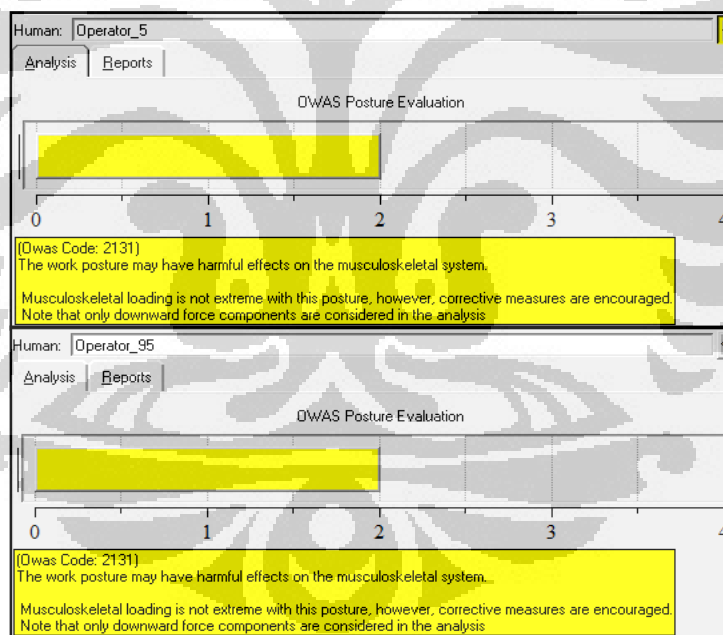 Human: Operator_5
Analysis Reports
OWAS Posture Evaluation
0 1 2 3 4
(Owas Code: 2131)
The work posture may have harmful effects on the musculoskeletal system.
Musculoskeletal loading is not extreme with this posture, however, corrective measures are encouraged.
Note that only downward force components are considered in the analysis
Human: Operator_95
Analysis Reports
OWAS Posture Evaluation
0 1 2 3 4
(Owas Code: 2131)
The work posture may have harmful effects on the musculoskeletal system.
Musculoskeletal loading is not extreme with this posture, however, corrective measures are encouraged.
Note that only downward force components are considered in the analysis